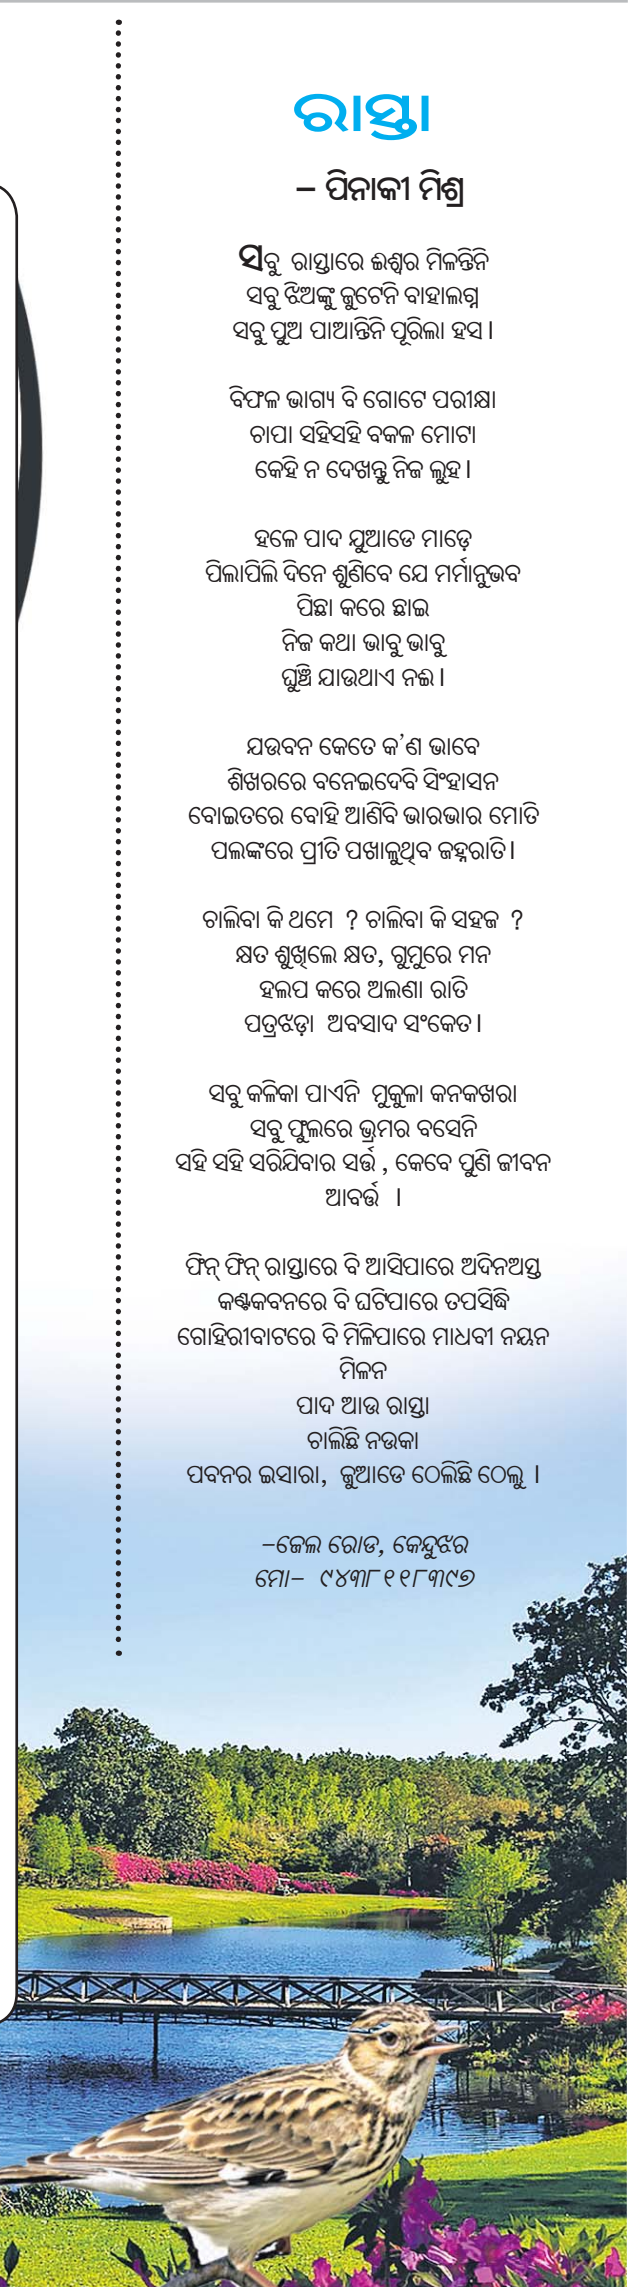 ରାସ୍ତା
– ପିନାକୀ ମିଶ୍ର
ସବୁ ରାସ୍ତାରେ ଈଶ୍ୱର ମିଳନ୍ତିନି
ସବୁ ଝିଅଙ୍କୁ ଜୁଟେନି ବାହାଲଗ୍ନ
ସବୁ ପୁଅ ପାଆନ୍ତିନି ପୂରିଲା ହସ ।
ବିଫଳ ଭାଗ୍ୟ ବି ଗୋଟେ ପରୀକ୍ଷା
ଚାପା ସହିସହି ବକଳ ମୋଟା
କେହି ନ ଦେଖନ୍ତୁ ନିଜ ଲୁହ ।
ହଳେ ପାଦ ଯୁଆଡେ ମାଡ଼େ
ପିଲାପିଲି ଦିନେ ଶୁଣିବେ ଯେ ମର୍ମାନୁଭବ
ପିଛା କରେ ଛାଇ
ନିଜ କଥା ଭାବୁ ଭାବୁ
ଘୁଞ୍ଚି ଯାଉଥାଏ ନଈ ।
ଯଉବନ କେତେ କ'ଣ ଭାବେ
ଶିଖରରେ ବନେଇଦେବି ସିଂହାସନ
ବୋଇତରେ ବୋହି ଆଣିବି ଭାରଭାର ମୋତି
ପଲଙ୍କରେ ପ୍ରୀତି ପଖାଳୁଥିବ ଜହ୍ନରାତି ।
ଚାଲିବା କି ଥମେ ? ଚାଲିବା କି ସହଜ ?
କ୍ଷତ ଶୁଖିଲେ କ୍ଷତ, ଗୁମୁରେ ମନ
ହଲପ କରେ ଅଲଣା ରାତି
ପତ୍ରଝଡ଼ା ଅବସାଦ ସଂକେତ ।
ସବୁ କଳିକା ପାଏନି ମୁକୁଳା କନକଖରା
ସବୁ ଫୁଲରେ ଭ୍ରମର ବସେନି
ସହି ସହି ସରିଯିବାର ସର୍ତ୍ତ , କେବେ ପୁଣି ଜୀବନ
ଆବର୍ତ୍ତ ।
ଫିନ୍ ଫିନ୍ ରାସ୍ତାରେ ବି ଆସିପାରେ ଅଦିନଅସ୍ତ
କଣ୍ଟକବନରେ ବି ଘଟିପାରେ ତପସିଦ୍ଧି
ଗୋହିରୀବାଟରେ ବି ମିଳିପାରେ ମାଧବୀ ନୟନ
ମିଳନ
ପାଦ ଆଉ ରାସ୍ତା
ଚାଲିଛି ନଉକା
ପବନର ଇସାରା, କୁଆଡେ ଠେଲିଛି ଠେଲୁ ।
–ଜେଲ ରୋଡ, କେନ୍ଦୁଝର
ମୋ– ୯୪୩୮୧୧୮୩୯୭